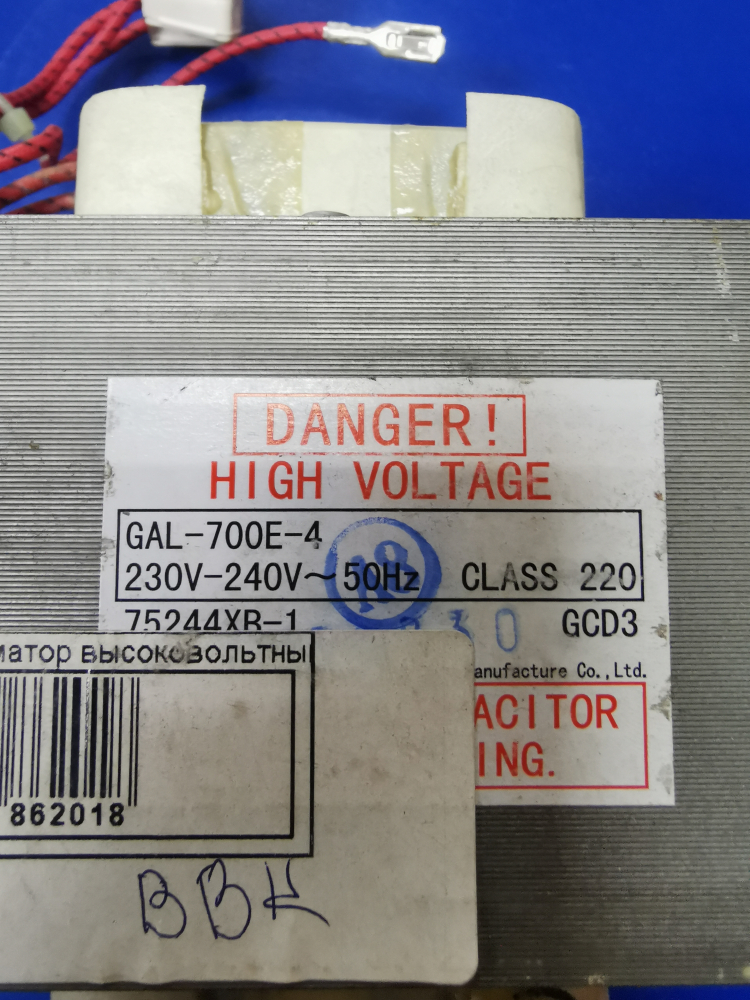 DANGER!
HIGH VOLTAGE
GAL-700E-4
230V-240V~50Hz CLASS 220
75244XB-1 GCD3
матор высоковольтны
anufacture Co.,Ltd.
ACITOR
ING.
862018
BBK